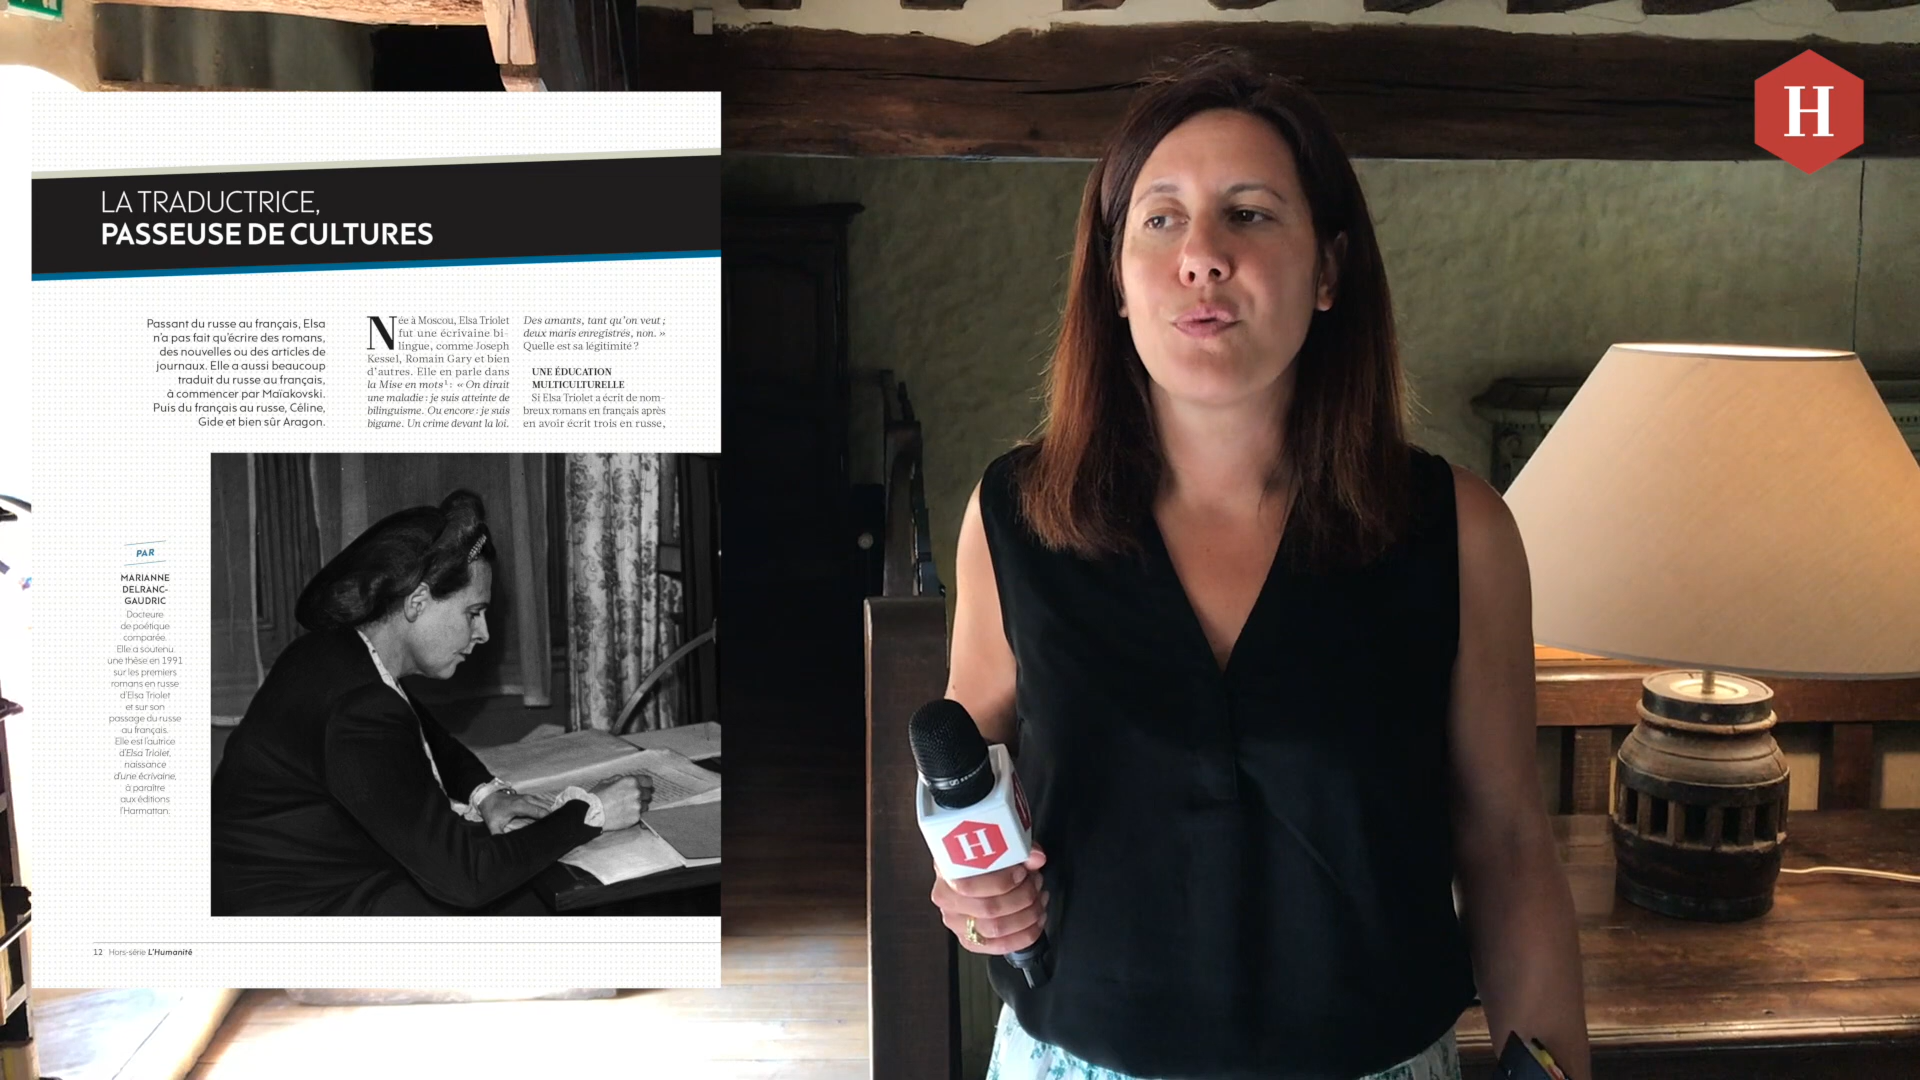 LA TRADUCTRICE,
PASSEUSE DE CULTURES
Passant du russe au français, Elsa
n'a pas fait qu'écrire des romans,
des nouvelles ou des articles de
journaux. Elle a aussi beaucoup
traduit du russe au français,
à commencer par Maïakovski.
Puis du français au russe, Céline,
Gide et bien sûr Aragon.
Née à Moscou, Elsa Triolet
fut une écrivaine bi-
lingue, comme Joseph
Kessel, Romain Gary et bien
d'autres. Elle en parle dans
la Mise en mots¹ : « On dirait
une maladie : je suis atteinte de
bilinguisme. Ou encore : je suis
bigame. Un crime devant la loi.
Des amants, tant qu'on veut ;
deux maris enregistrés, non. »
Quelle est sa légitimité ?
UNE ÉDUCATION
MULTICULTURELLE
Si Elsa Triolet a écrit de nom-
breux romans en français après
en avoir écrit trois en russe,
PAR
MARIANNE
DELRANC-
GAUDRIC
Docteure
de poétique
comparée.
Elle a soutenu
une thèse en 1991
sur les premiers
romans en russe
d'Elsa Triolet
et sur son
passage du russe
au français.
Elle est l'autrice
d'Elsa Triolet,
naissance
d'une écrivaine,
à paraître
aux éditions
l'Harmattan.
12 Hors-série L'Humanité
H
H